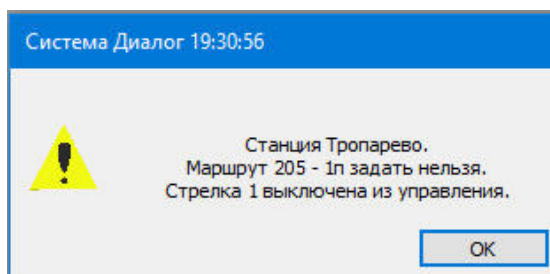 Система Диалог 19:30:56
Станция Тропарево.
Маршрут 205 - 1п задать нельзя.
Стрелка 1 выключена из управления.
OK